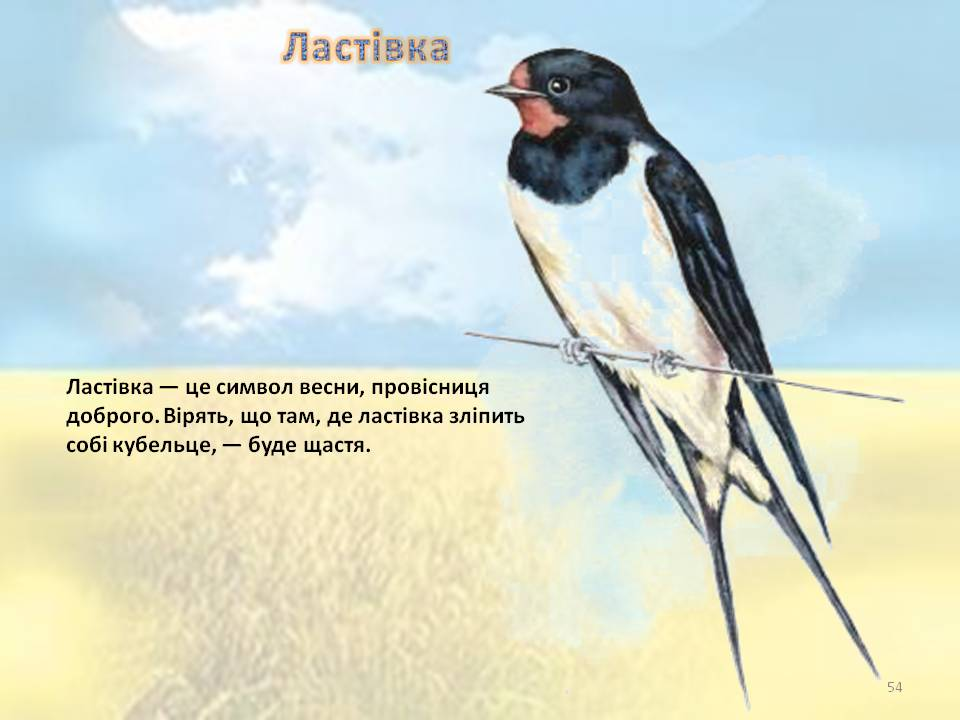 Ластівка
Ластівка — це символ весни, провісниця
доброго. Вірять, що там, де ластівка зліпить
собі кубельце, — буде щастя.
54